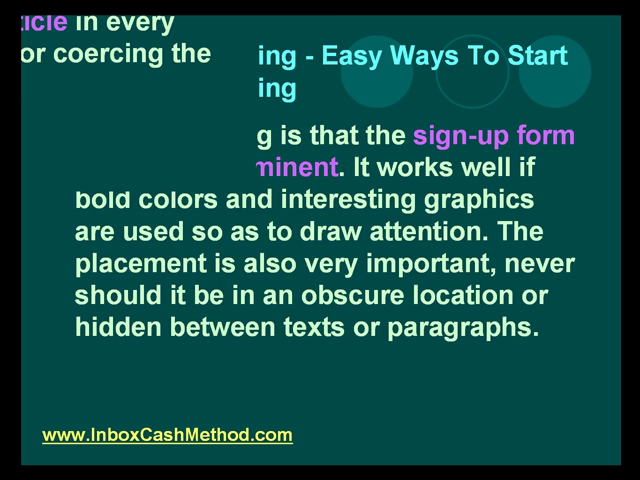 in every
or coercing the
ing - Easy Ways To Start
ing
g is that the sign-up form
minent. It works well if
bold colors and interesting graphics
are used so as to draw attention. The
placement is also very important, never
should it be in an obscure location or
hidden between texts or paragraphs.
www.InboxCashMethod.com